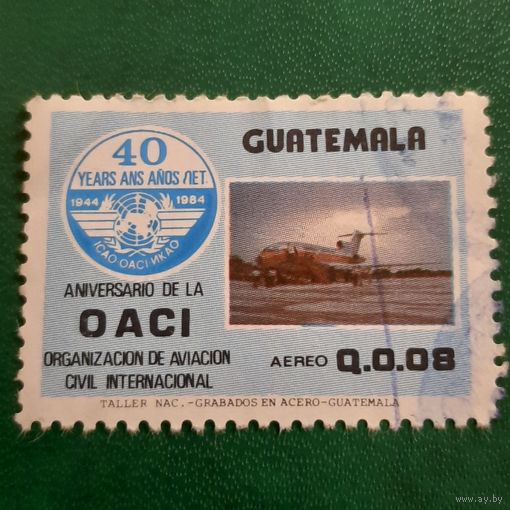 GUATEMALA
40
YEARS ANS AÑOS ЛЕТ
1944 1984
ICAO·OACI·ИКАО
ANIVERSARIO DE LA
OACI
ORGANIZACION DE AVIACION
CIVIL INTERNACIONAL
AEREO Q.0.08
TALLER NAC.-GRABADOS EN ACERO-GUATEMALA
www.ay.by